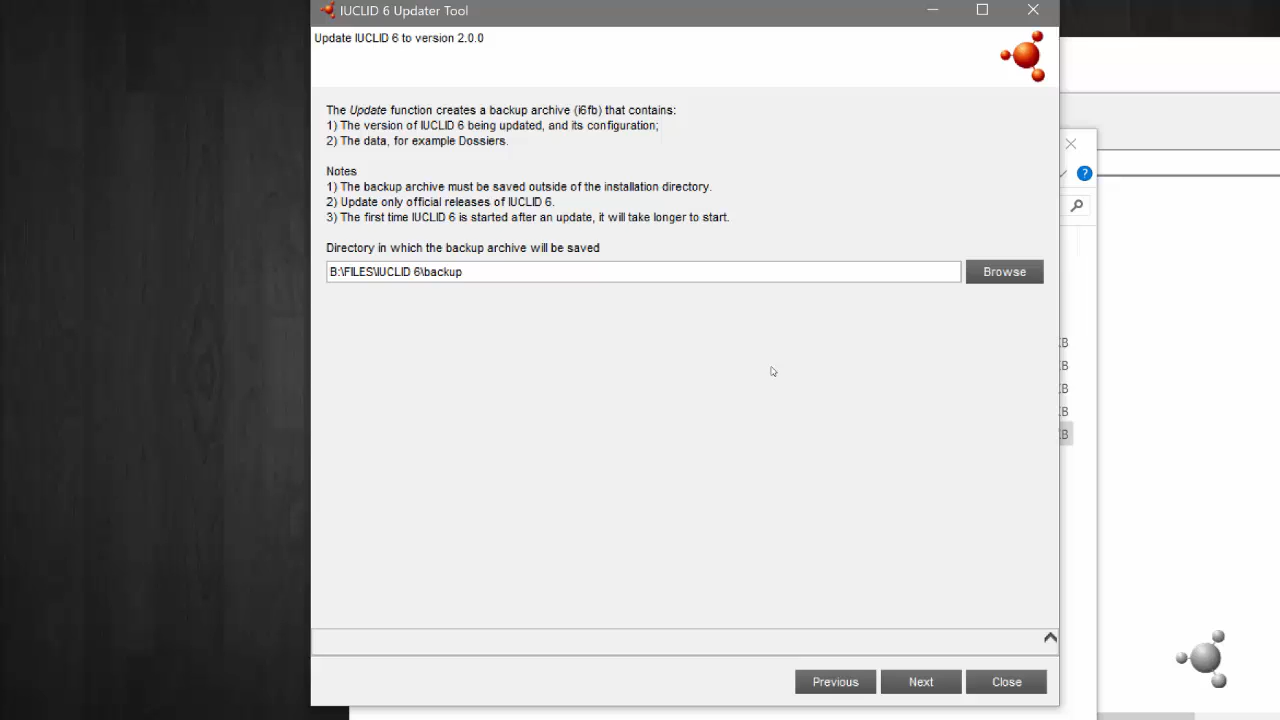 IUCLID 6 Updater Tool
Update IUCLID 6 to version 2.0.0
The Update function creates a backup archive (i6fb) that contains:
1) The version of IUCLID 6 being updated, and its configuration;
2) The data, for example Dossiers.
Notes
1) The backup archive must be saved outside of the installation directory.
2) Update only official releases of IUCLID 6.
3) The first time IUCLID 6 is started after an update, it will take longer to start.
Directory in which the backup archive will be saved
B:\FILES\IUCLID 6\backup
Browse
?
B
B
B
B
B
Previous
Next
Close